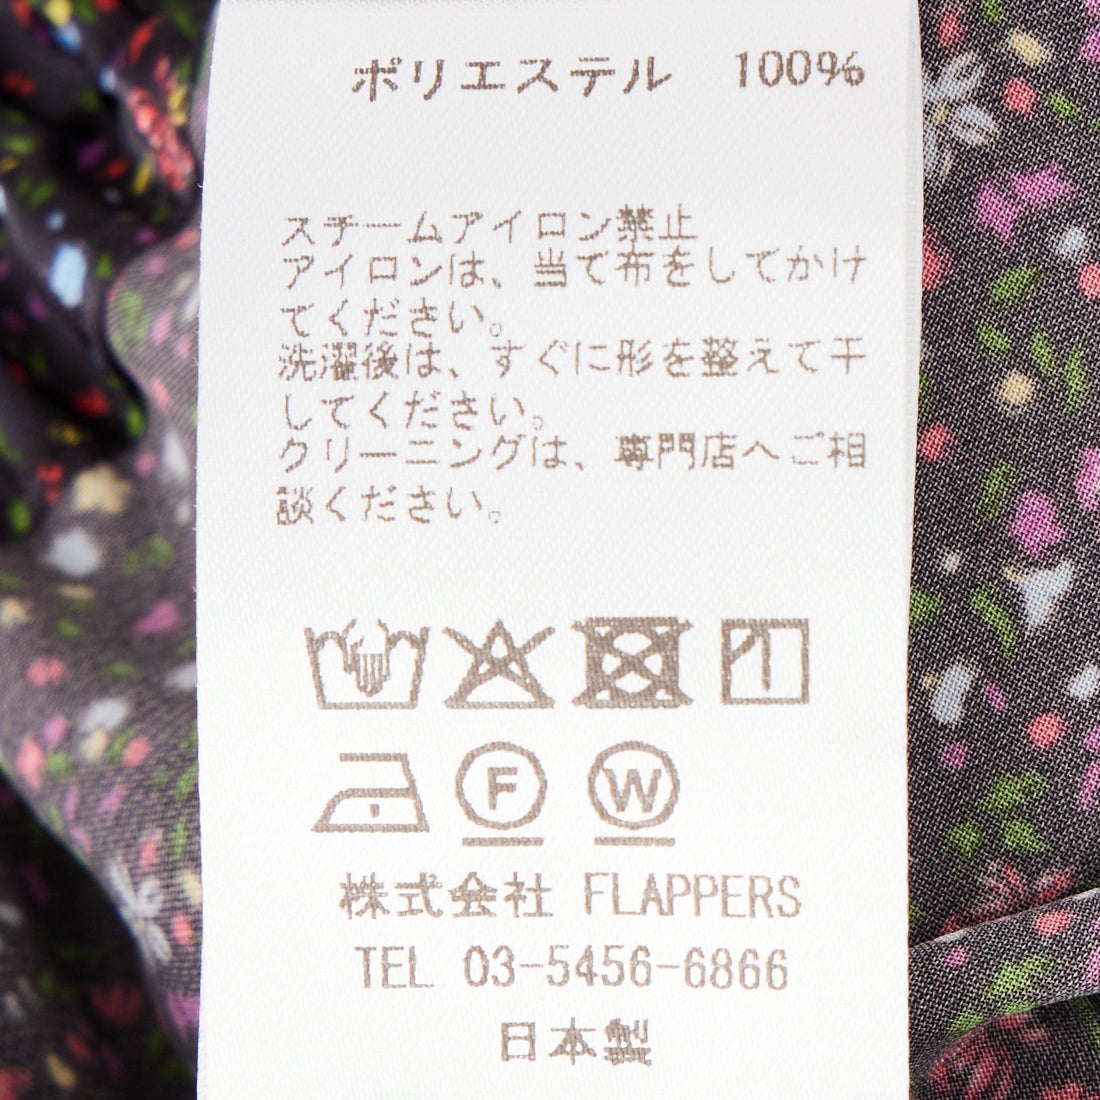 ポリエステル 100%
スチームアイロン禁止
アイロンは、当て布をしてかけ
てください。
洗濯後は、すぐに形を整えて干
してください。
クリーニングは、専門店へご相
談ください。
F W
株式会社 FLAPPERS
TEL 03-5456-6866
日本製